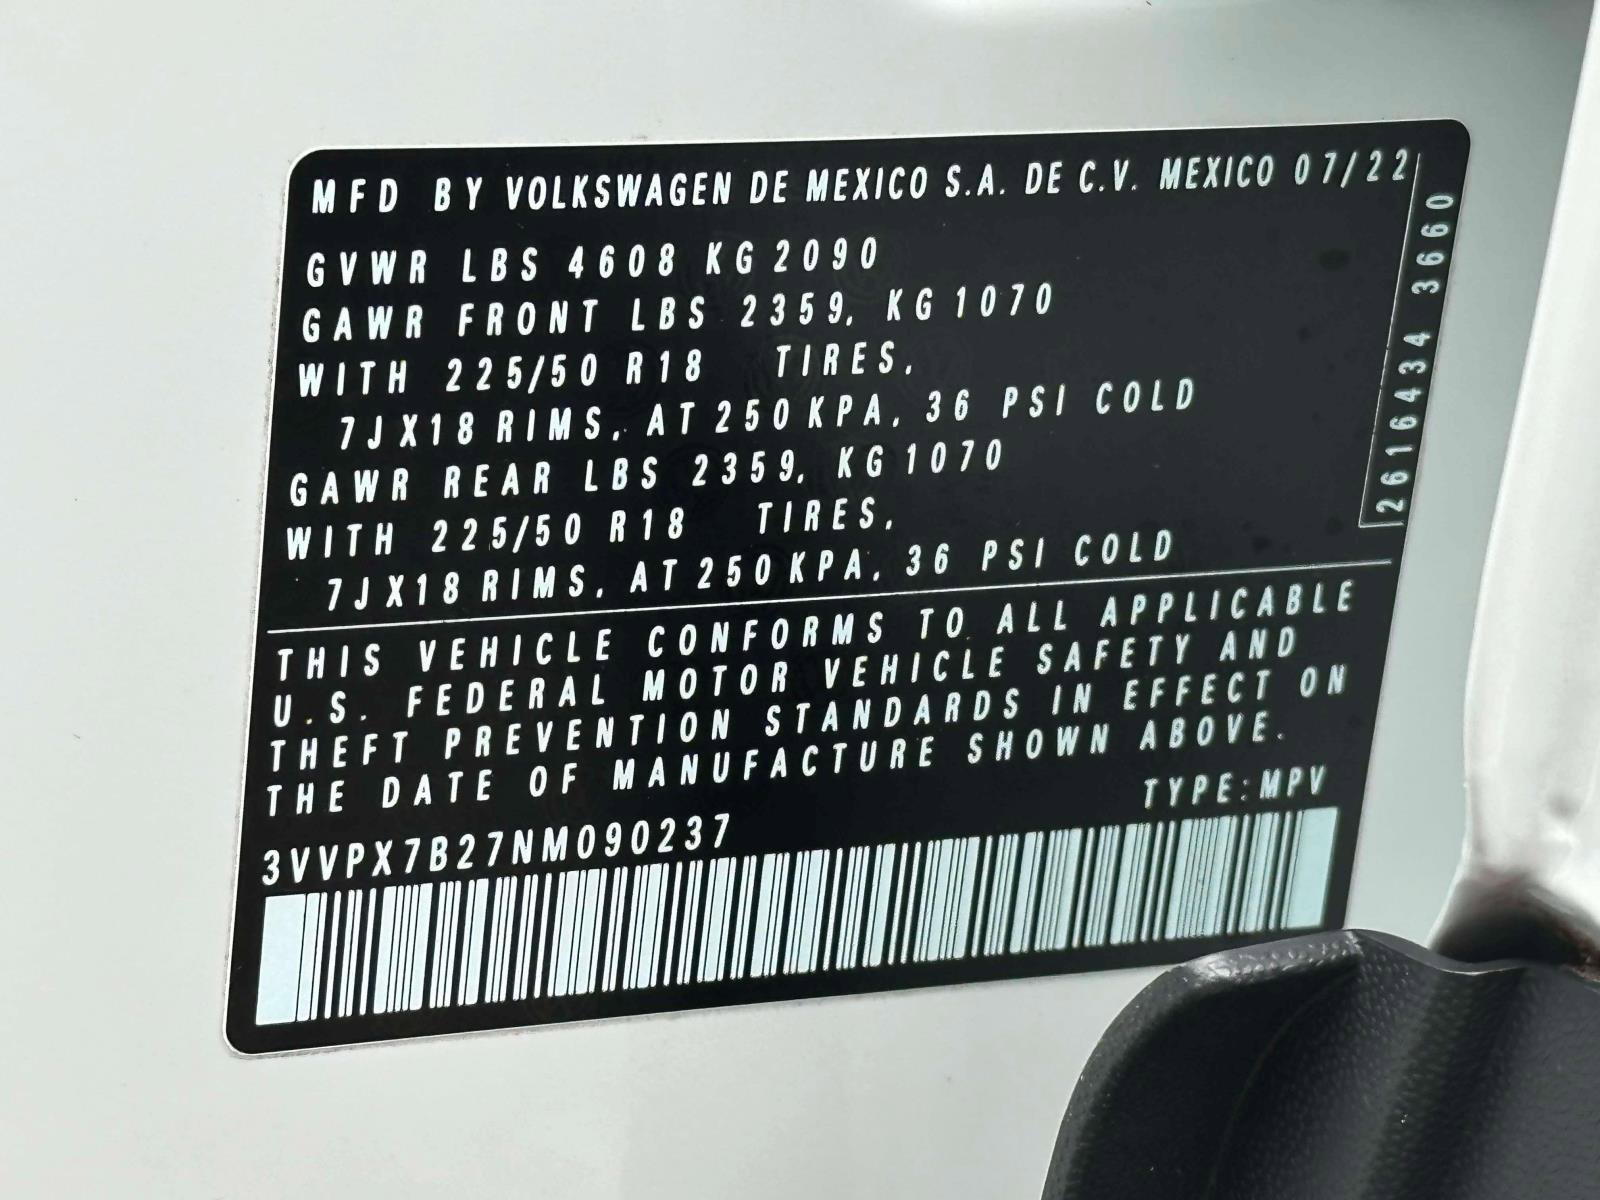 MFD BY VOLKSWAGEN DE MEXICO S.A. DE C.V. MEXICO 07/22
GVWR LBS 4608 KG 2090
GAWR FRONT LBS 2359, KG 1070
WITH 225/50 R18 TIRES,
7JX18 RIMS, AT 250 KPA, 36 PSI COLD
GAWR REAR LBS 2359, KG 1070
WITH 225/50 R18 TIRES,
7JX18 RIMS, AT 250 KPA, 36 PSI COLD
2616434 3660
THIS VEHICLE CONFORMS TO ALL APPLICABLE
U.S. FEDERAL MOTOR VEHICLE SAFETY AND
THEFT PREVENTION STANDARDS IN EFFECT ON
THE DATE OF MANUFACTURE SHOWN ABOVE.
TYPE:MPV
3VVPX7B27NM090237